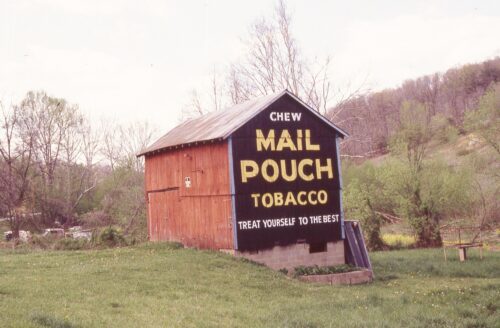 CHEW
MAIL
POUCH
TOBACCO
TREAT YOURSELF TO THE BEST